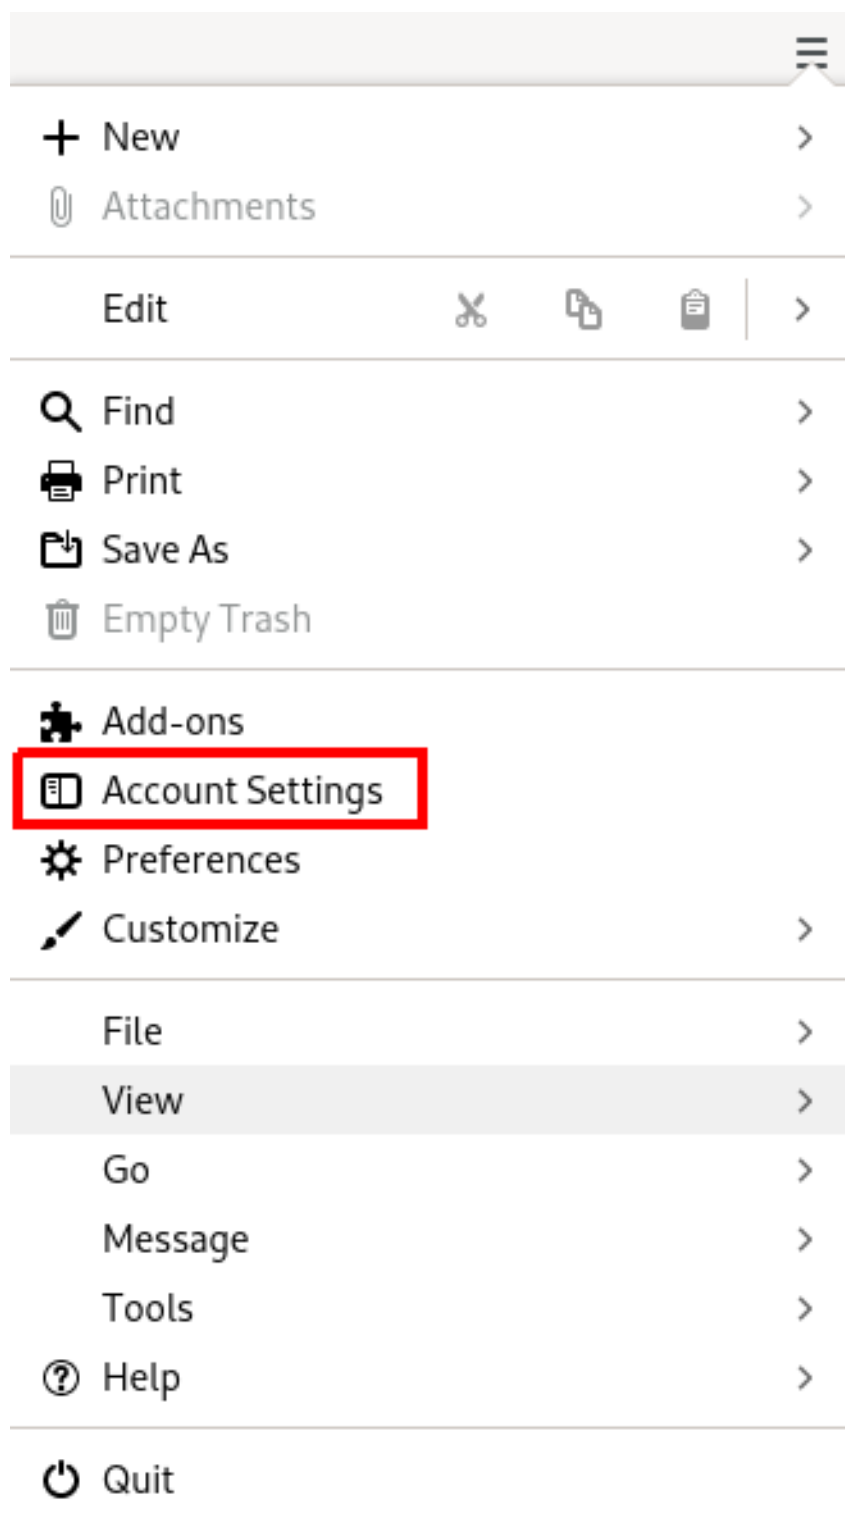 New
Attachments
Edit
Find
Print
Save As
Empty Trash
Add-ons
Account Settings
Preferences
Customize
File
View
Go
Message
Tools
Help
Quit